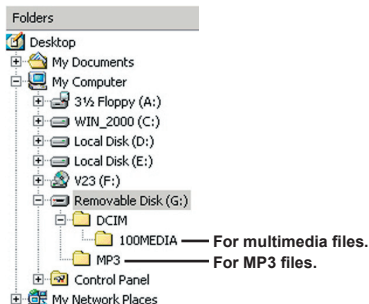 Folders
Desktop
My Documents
My Computer
3½ Floppy (A:)
WIN_2000 (C:)
Local Disk (D:)
Local Disk (E:)
V23 (F:)
Removable Disk (G:)
DCIM
100MEDIA
For multimedia files.
MP3
For MP3 files.
Control Panel
My Network Places